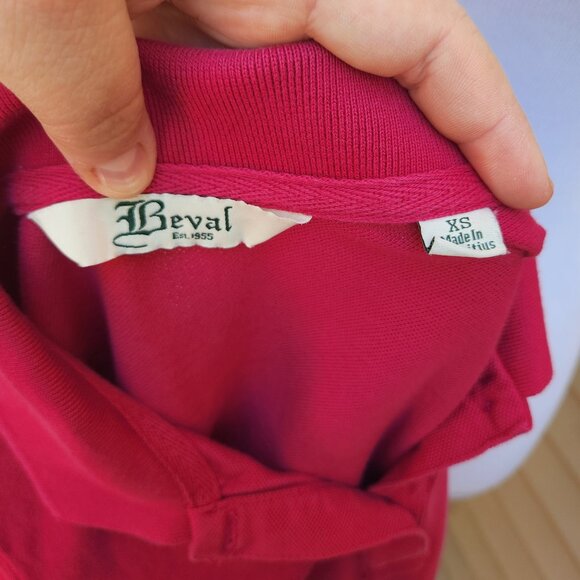 Beval
Est. 1955
XS
Made In